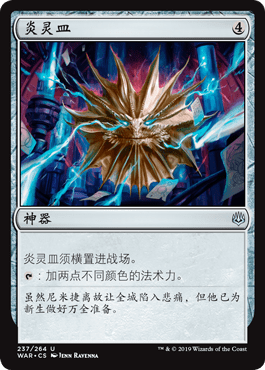 炎灵皿 4
神器
炎灵皿须横置进战场。
：加两点不同颜色的法术力。
虽然尼米捷离故让全城陷入悲痛，但他已为
新生做好万全准备。
237/264 U
WAR • CS JENN RAVENNA
™ & © 2019 Wizards of the Coast